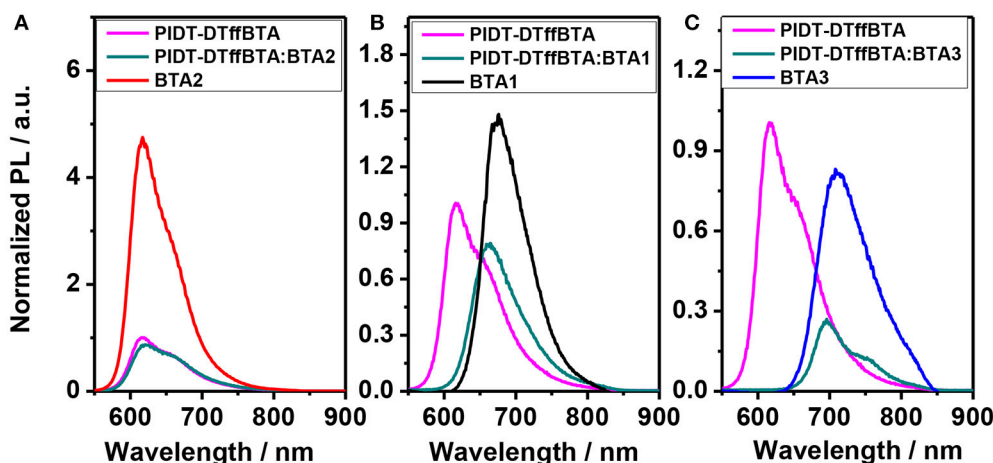 A
B
C
PIDT-DTffBTA
PIDT-DTffBTA:BTA2
BTA2
PIDT-DTffBTA
PIDT-DTffBTA:BTA1
BTA1
PIDT-DTffBTA
PIDT-DTffBTA:BTA3
BTA3
Normalized PL / a.u.
6
4
2
0
1.8
1.5
1.2
0.9
0.6
0.3
0.0
1.2
0.9
0.6
0.3
0.0
600 700 800 900
600 700 800 900
600 700 800 900
Wavelength / nm
Wavelength / nm
Wavelength / nm